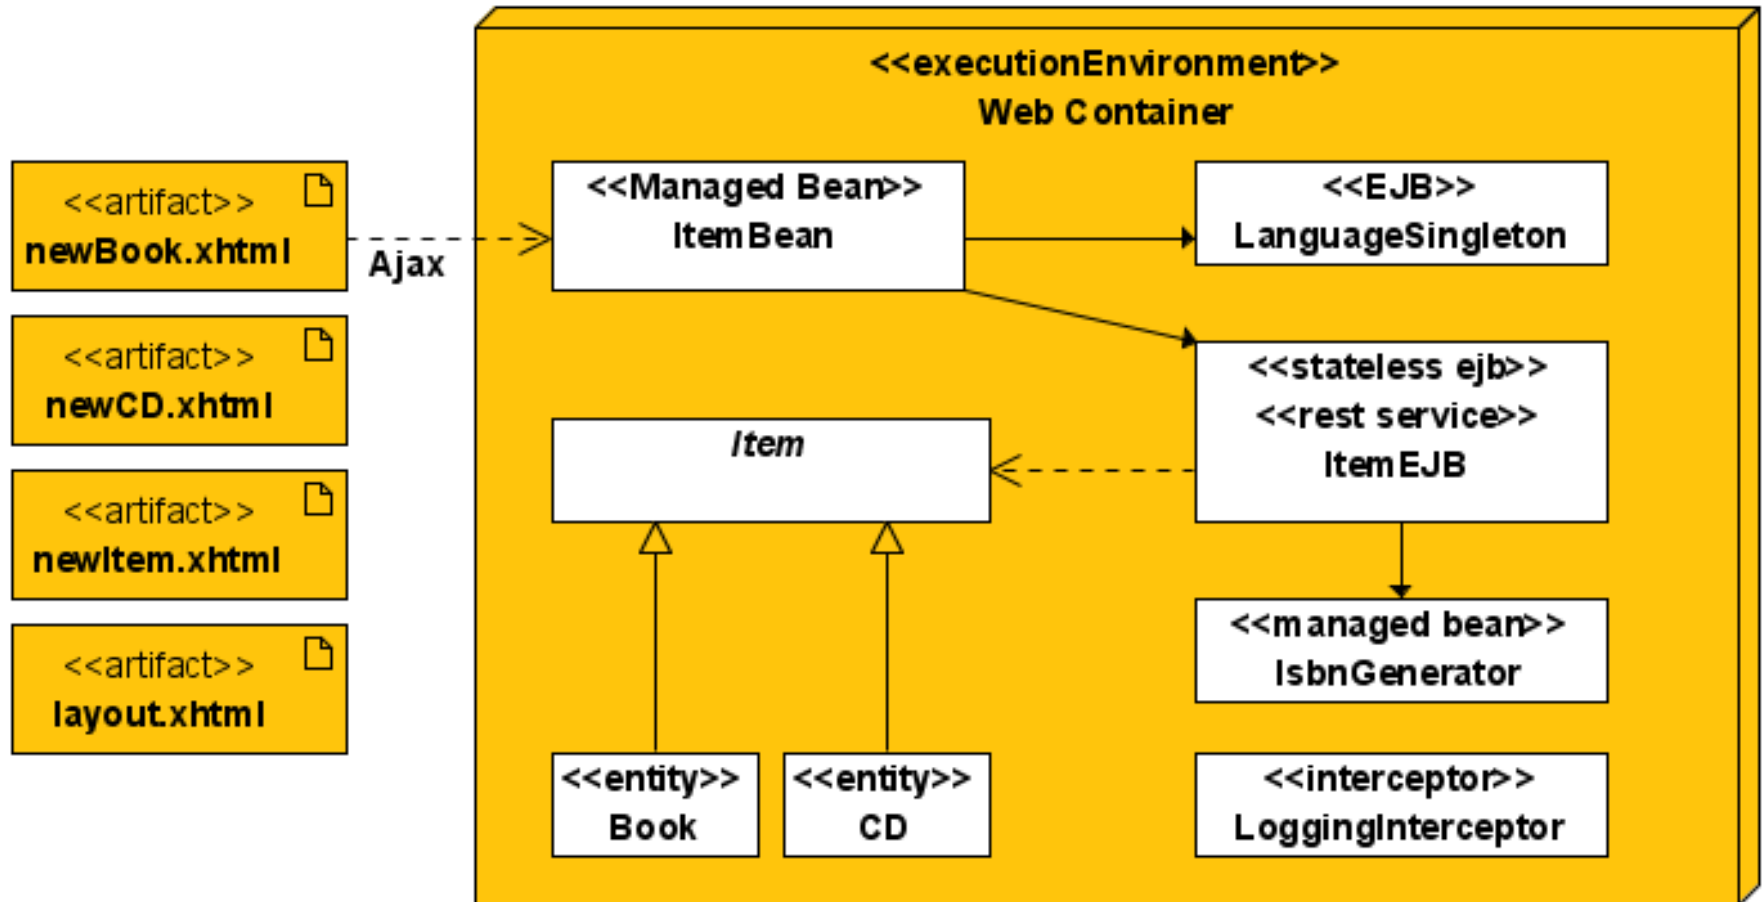 <<executionEnvironment>>
Web Container
<<artifact>>
newBook.xhtml
Ajax
<<Managed Bean>>
ItemBean
<<EJB>>
LanguageSingleton
<<artifact>>
newCD.xhtml
<<stateless ejb>>
<<rest service>>
ItemEJB
Item
<<artifact>>
newItem.xhtml
<<artifact>>
layout.xhtml
<<managed bean>>
IsbnGenerator
<<entity>>
Book
<<entity>>
CD
<<interceptor>>
LoggingInterceptor